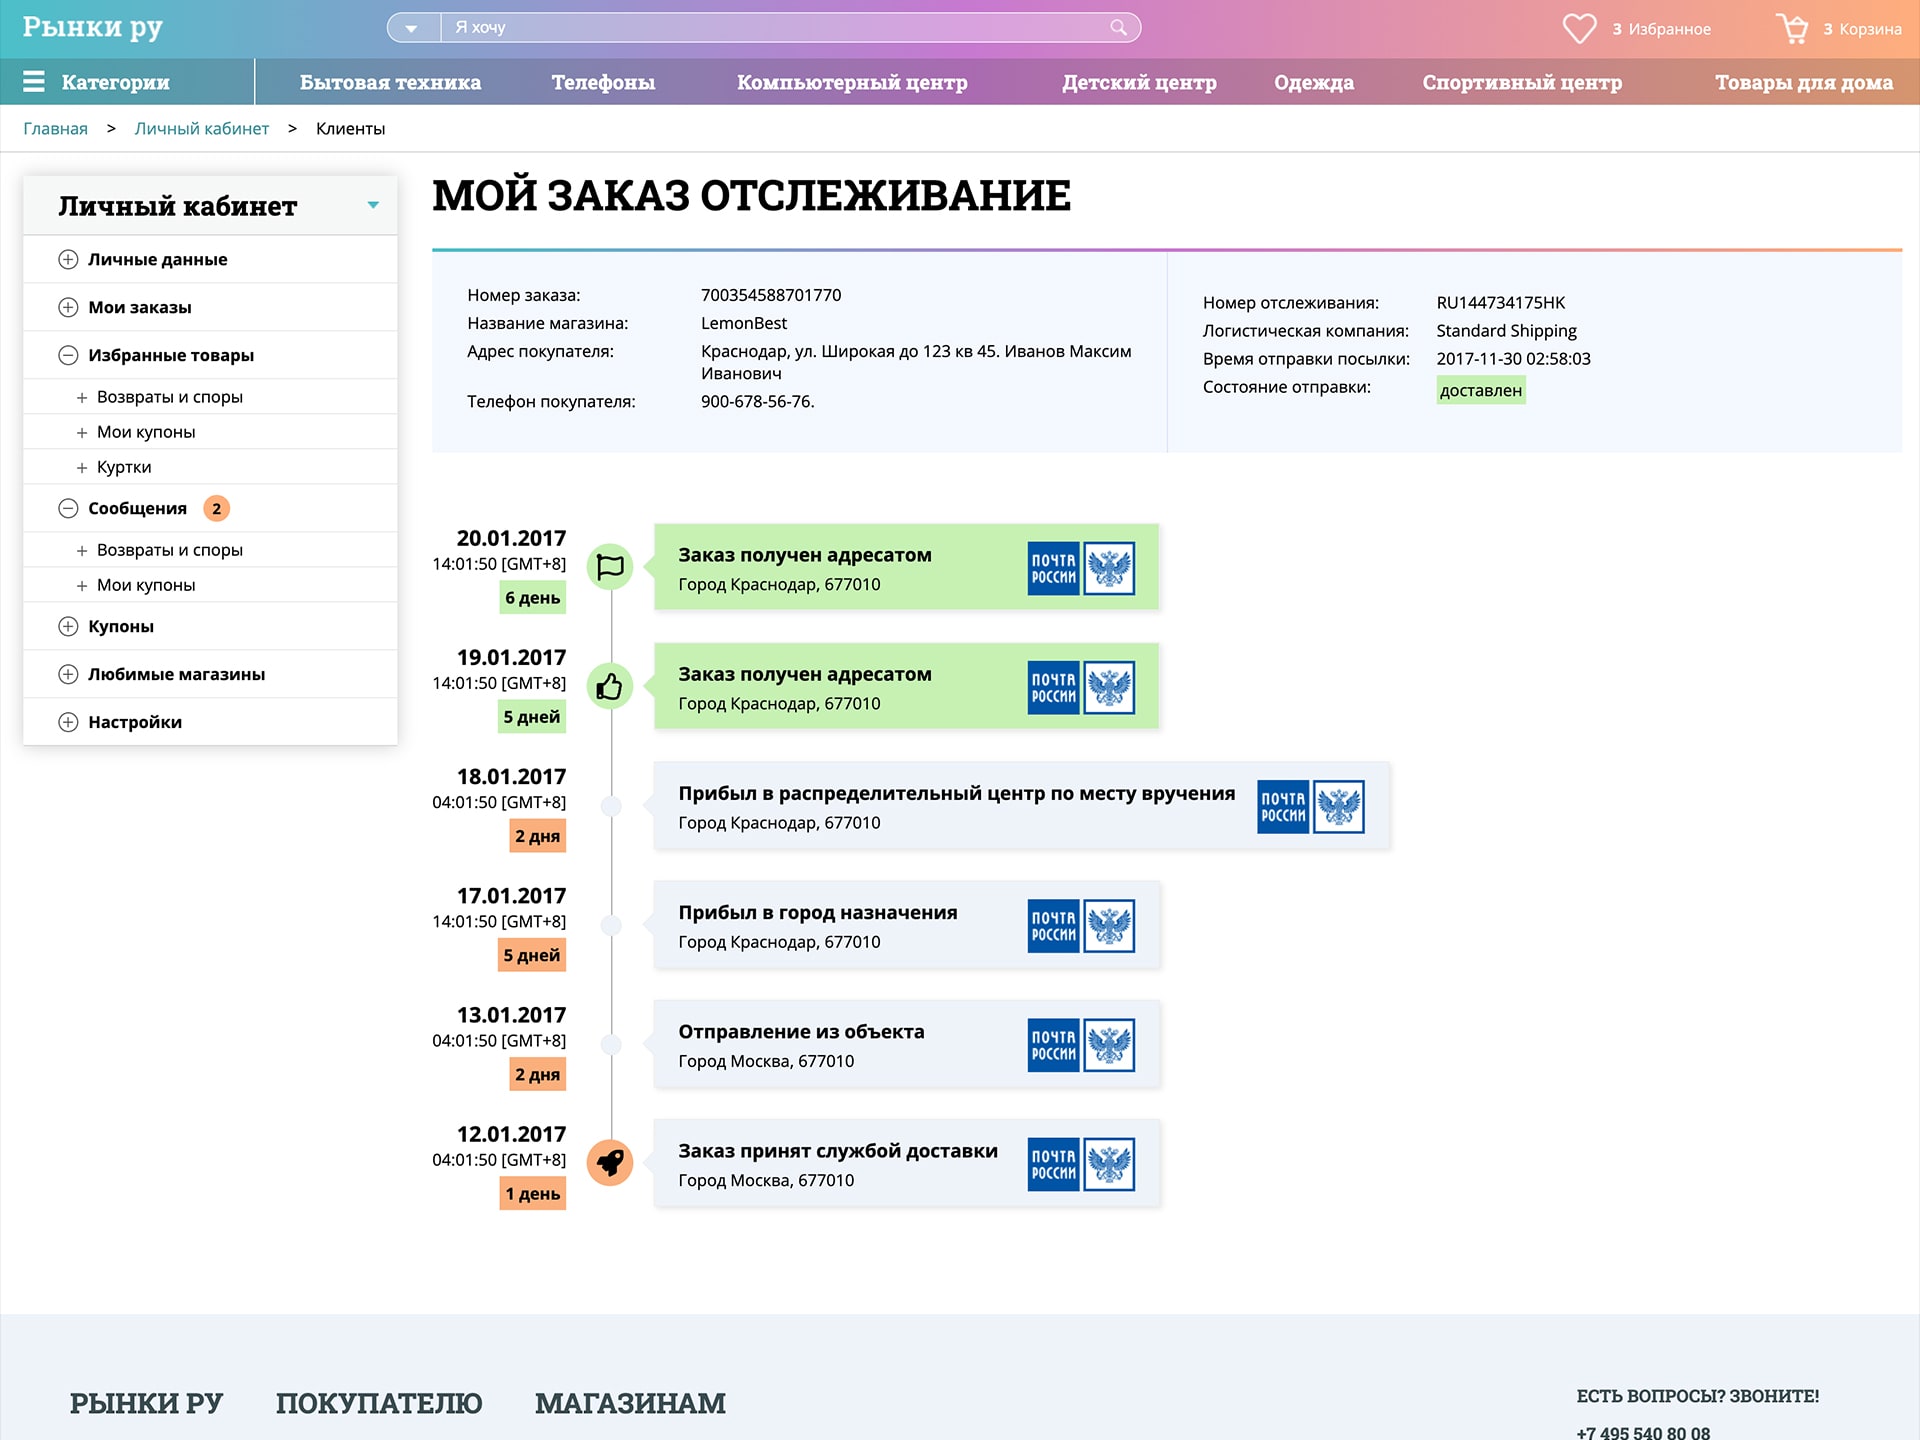 Рынки ру
Я хочу
3 Избранное
3 Корзина
Категории
Бытовая техника
Телефоны
Компьютерный центр
Детский центр
Одежда
Спортивный центр
Товары для дома
Главная > Личный кабинет > Клиенты
Личный кабинет
Личные данные
Мои заказы
Избранные товары
+ Возвраты и споры
+ Мои купоны
+ Куртки
Сообщения 2
+ Возвраты и споры
+ Мои купоны
Купоны
Любимые магазины
Настройки
МОЙ ЗАКАЗ ОТСЛЕЖИВАНИЕ
Номер заказа: 700354588701770
Название магазина: LemonBest
Адрес покупателя: Краснодар, ул. Широкая до 123 кв 45. Иванов Максим
Иванович
Телефон покупателя: 900-678-56-76.
Номер отслеживания: RU144734175HK
Логистическая компания: Standard Shipping
Время отправки посылки: 2017-11-30 02:58:03
Состояние отправки: доставлен
20.01.2017
14:01:50 [GMT+8]
6 день
Заказ получен адресатом
Город Краснодар, 677010
ПОЧТА
РОССИИ
19.01.2017
14:01:50 [GMT+8]
5 дней
Заказ получен адресатом
Город Краснодар, 677010
ПОЧТА
РОССИИ
18.01.2017
04:01:50 [GMT+8]
2 дня
Прибыл в распределительный центр по месту вручения
Город Краснодар, 677010
ПОЧТА
РОССИИ
17.01.2017
14:01:50 [GMT+8]
5 дней
Прибыл в город назначения
Город Краснодар, 677010
ПОЧТА
РОССИИ
13.01.2017
04:01:50 [GMT+8]
2 дня
Отправление из объекта
Город Москва, 677010
ПОЧТА
РОССИИ
12.01.2017
04:01:50 [GMT+8]
1 день
Заказ принят службой доставки
Город Москва, 677010
ПОЧТА
РОССИИ
РЫНКИ РУ
ПОКУПАТЕЛЮ
МАГАЗИНАМ
ЕСТЬ ВОПРОСЫ? ЗВОНИТЕ!
+7 495 540 80 08